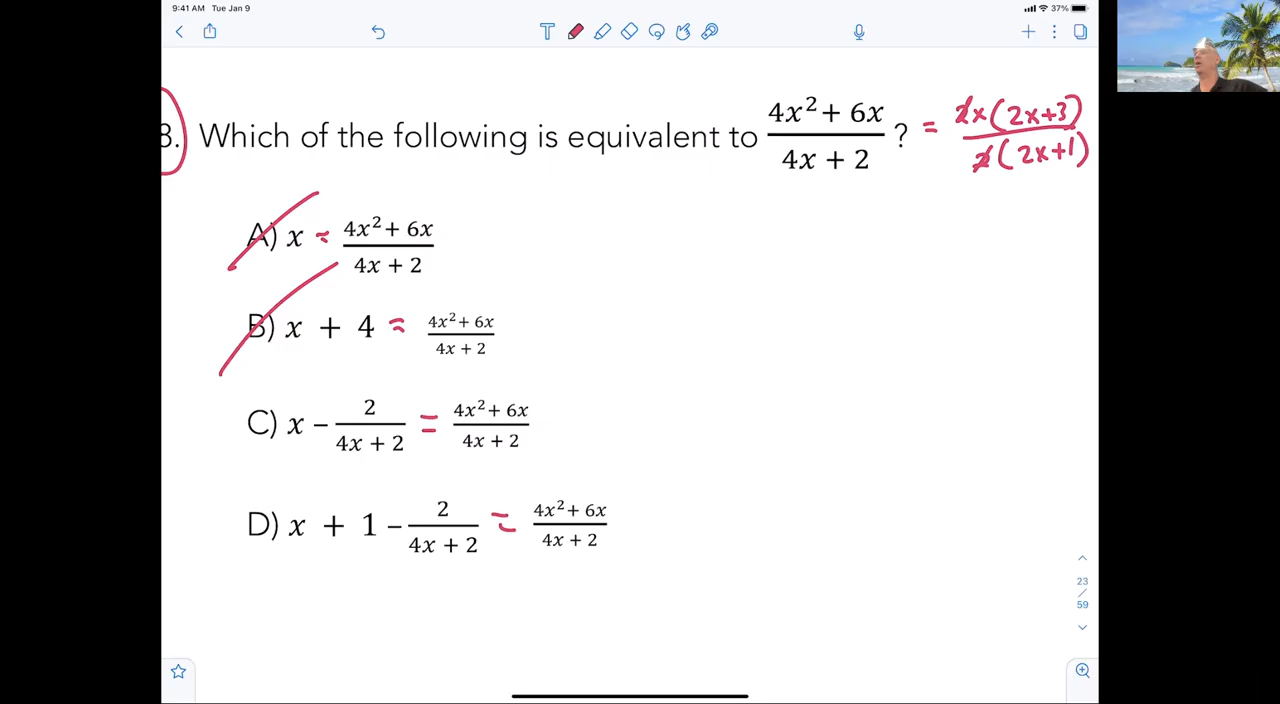 9:41 AM Tue Jan 9 37%
T
8. Which of the following is equivalent to (4x² + 6x)/(4x + 2) ? = 2x(2x+3)/2(2x+1)
A) x = (4x² + 6x)/(4x + 2)
B) x + 4 = (4x² + 6x)/(4x + 2)
C) x – 2/(4x + 2) = (4x² + 6x)/(4x + 2)
D) x + 1 – 2/(4x + 2) = (4x² + 6x)/(4x + 2)
23
/
59